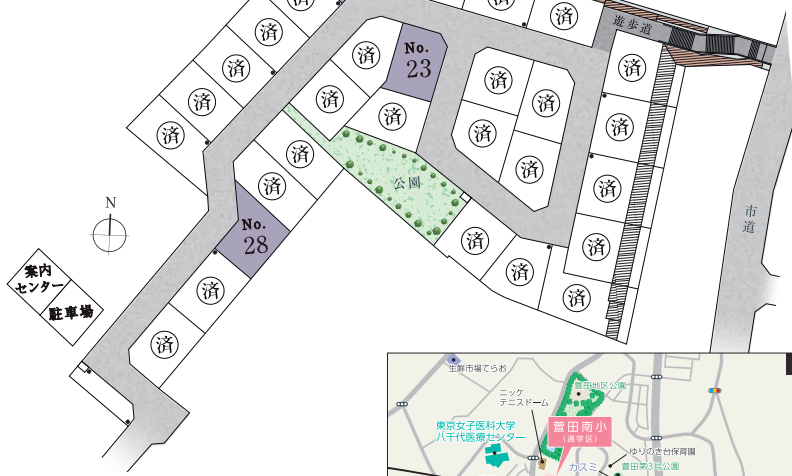 済
済
遊歩道
済
済
No.
23
済
済
済
済
済
済
済
済
済
済
済
済
済
公園
済
済
済
N
市道
No.
28
済
済
済
案内
センター
済
済
駐車場
済
生鮮市場てらお
萱田地区公園
ニッケ
テニスドーム
東京女子医科大学
八千代医療センター
萱田南小
(通学区)
ゆりのき台保育園
カスミ
萱田第3号公園